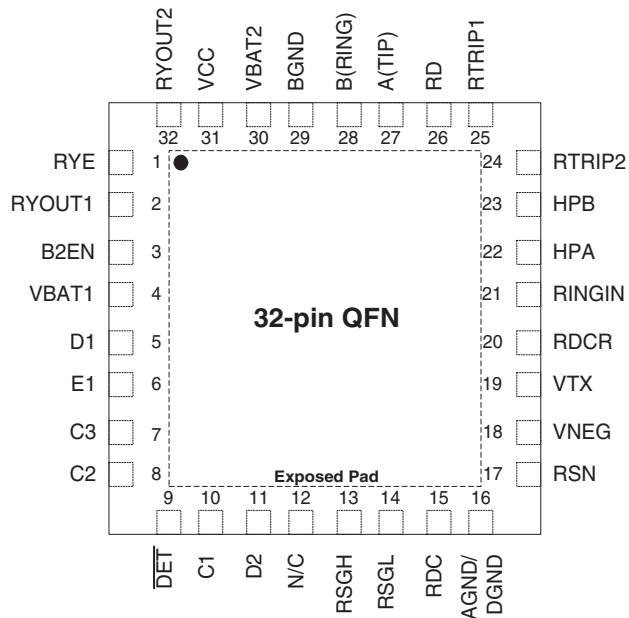 RYOUT2
VCC
VBAT2
BGND
B(RING)
A(TIP)
RD
RTRIP1
32
31
30
29
28
27
26
25
RYE 1
24 RTRIP2
RYOUT1 2
23 HPB
B2EN 3
22 HPA
VBAT1 4
21 RINGIN
32-pin QFN
D1 5
20 RDCR
E1 6
19 VTX
C3 7
18 VNEG
C2 8
17 RSN
Exposed Pad
9
10
11
12
13
14
15
16
DET
C1
D2
N/C
RSGH
RSGL
RDC
AGND/
DGND